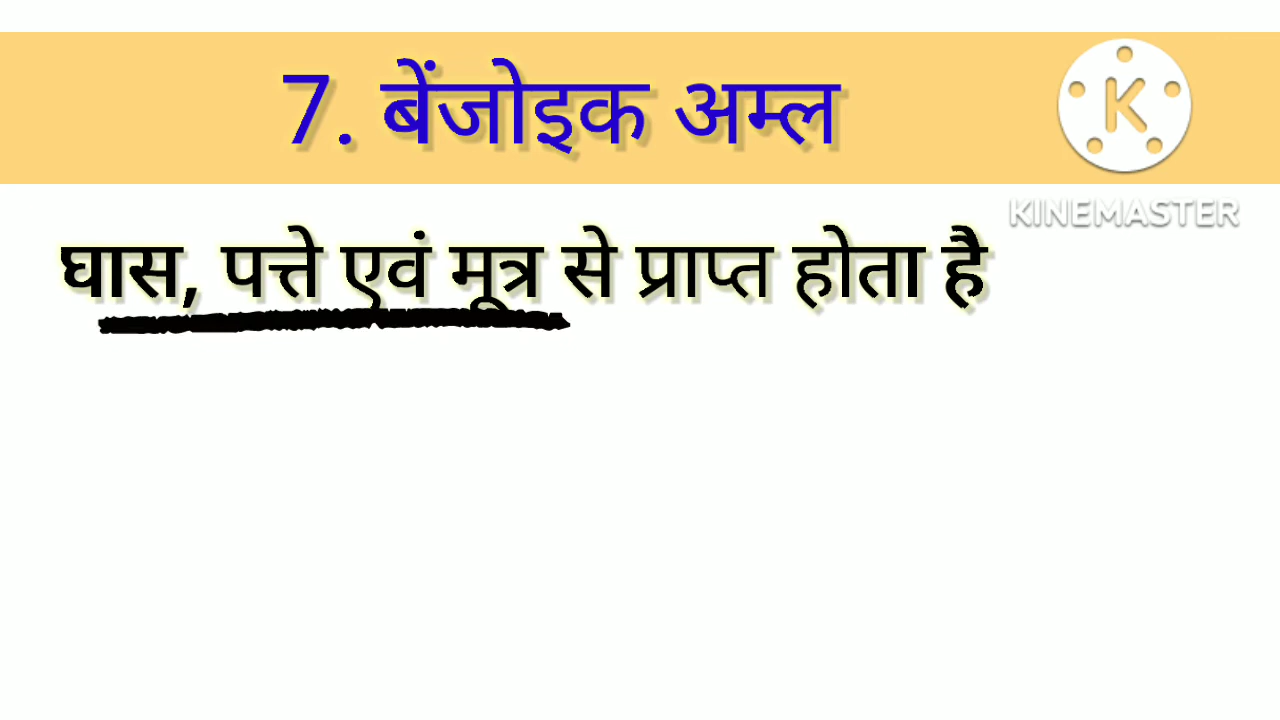 7. बेंजोइक अम्ल
KINEMASTER
घास, पत्ते एवं मूत्र से प्राप्त होता है